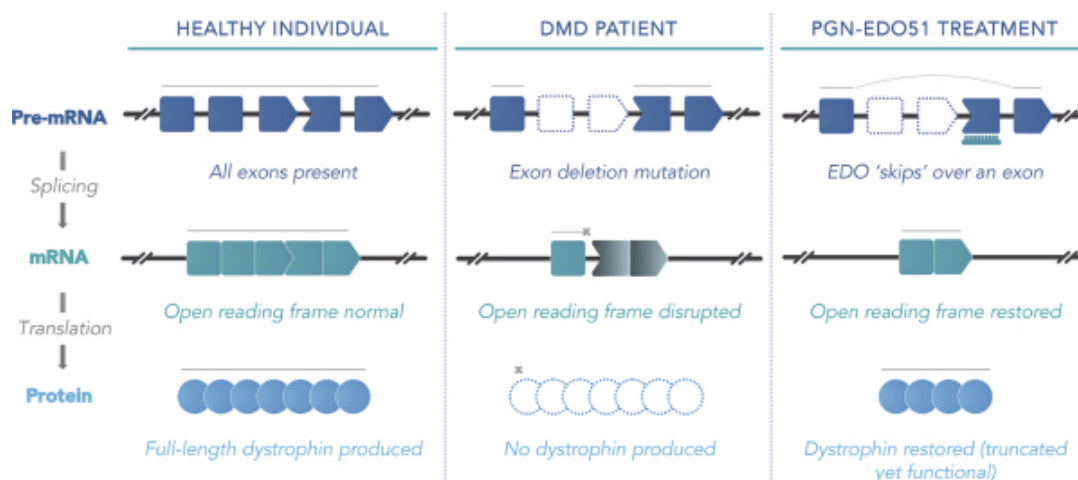 HEALTHY INDIVIDUAL
DMD PATIENT
PGN-EDO51 TREATMENT
Pre-mRNA
All exons present
Exon deletion mutation
EDO 'skips' over an exon
Splicing
mRNA
x
Open reading frame normal
Open reading frame disrupted
Open reading frame restored
Translation
x
Protein
Full-length dystrophin produced
No dystrophin produced
Dystrophin restored (truncated
yet functional)